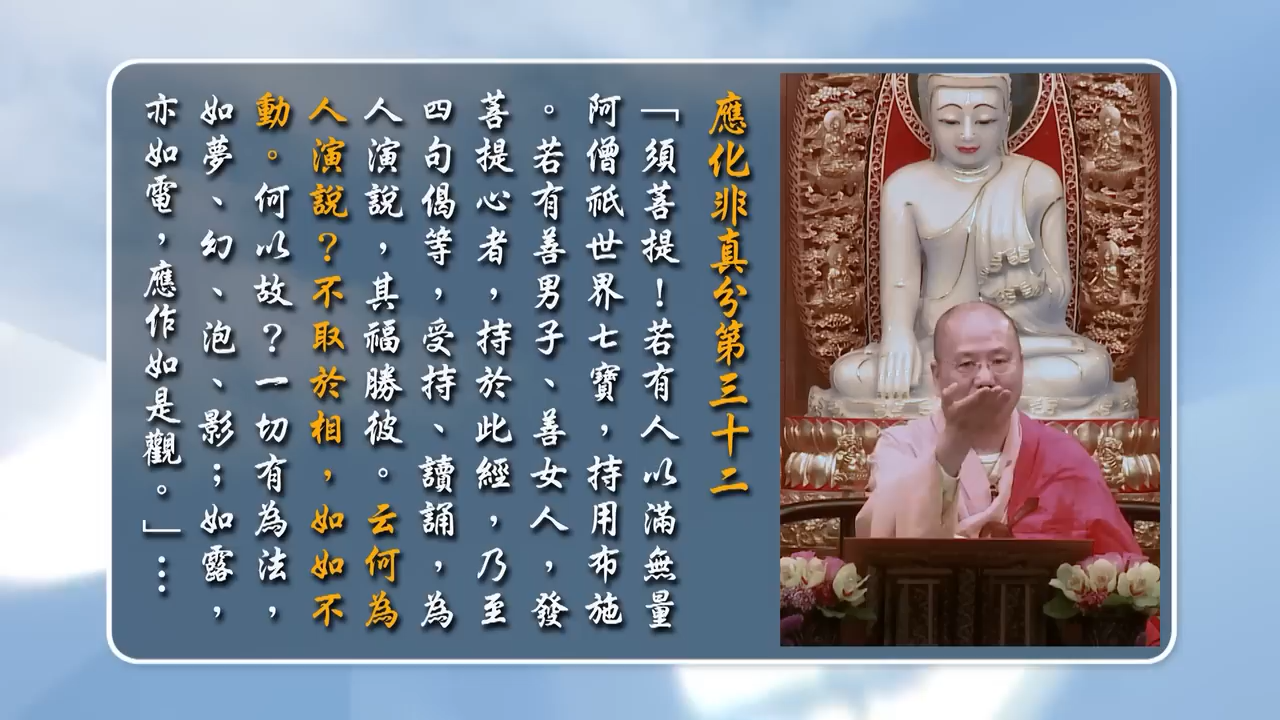 應化非真分第三十二
「須菩提！若有人以滿無量
阿僧祇世界七寶，持用布施
。若有善男子、善女人，發
菩提心者，持於此經，乃至
四句偈等，受持、讀誦，為
人演說，其福勝彼。云何為
人演說？不取於相，如如不
動。何以故？一切有為法，
如夢、幻、泡、影；如露，
亦如電，應作如是觀。」…